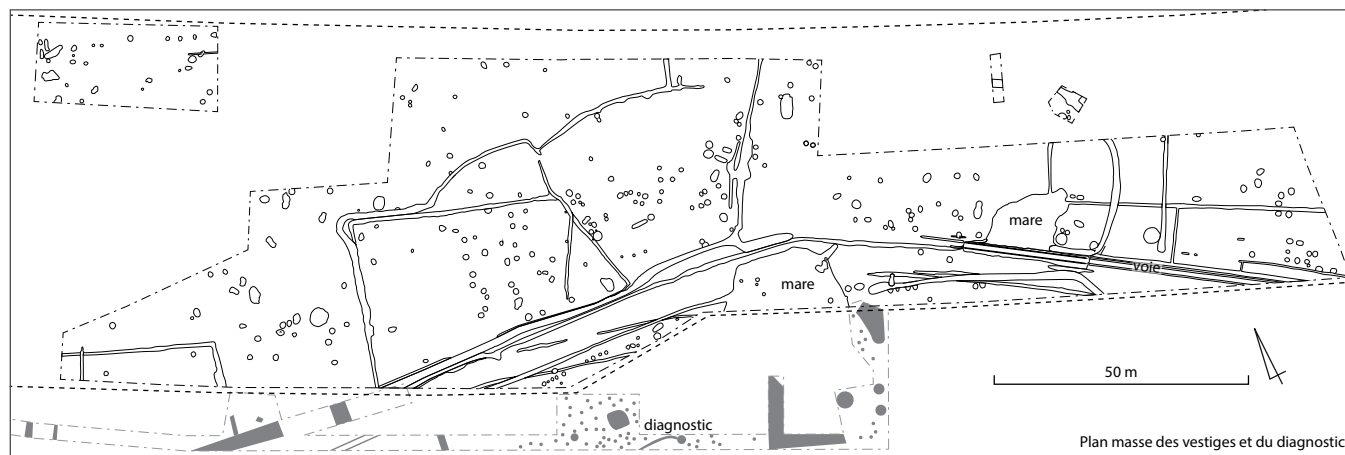 mare
voie
mare
50 m
diagnostic
Plan masse des vestiges et du diagnostic